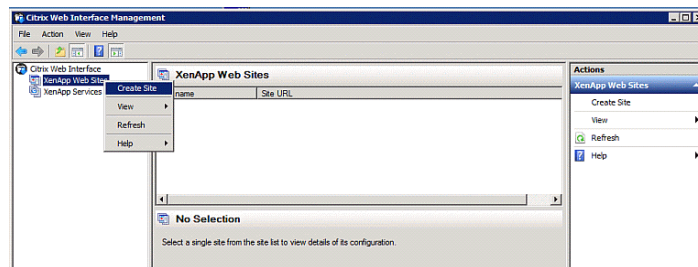 Citrix Web Interface Management
File Action View Help
Citrix Web Interface
XenApp Web Sites
XenApp Services
Create Site
View
Refresh
Help
XenApp Web Sites
name Site URL
No Selection
Select a single site from the site list to view details of its configuration.
Actions
XenApp Web Sites
Create Site
View
Refresh
Help